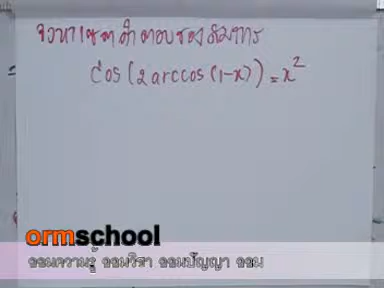 จงหาเซตคำตอบของสมการ
cos(2arccos(1-x)) = x²
ormschool
ออมความรู้ ออมวิชา ออมปัญญา ออม